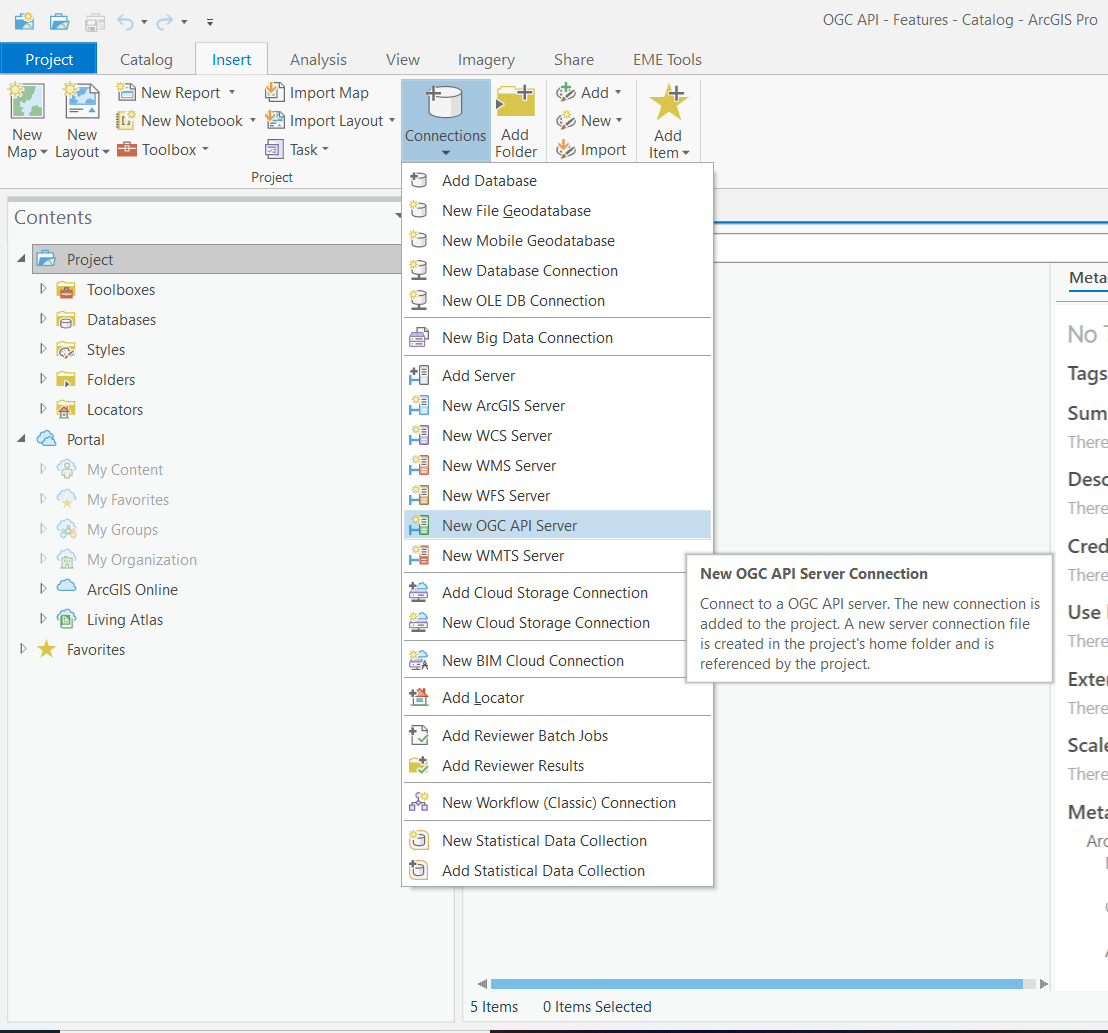 OGC API - Features - Catalog - ArcGIS Pro
Project Catalog Insert Analysis View Imagery Share EME Tools
New Map
New Layout
New Report
New Notebook
Toolbox
Import Map
Import Layout
Task
Project
Connections
Add Folder
Add
New
Import
Add Item
Contents
Project
Toolboxes
Databases
Styles
Folders
Locators
Portal
My Content
My Favorites
My Groups
My Organization
ArcGIS Online
Living Atlas
Favorites
Add Database
New File Geodatabase
New Mobile Geodatabase
New Database Connection
New OLE DB Connection
New Big Data Connection
Add Server
New ArcGIS Server
New WCS Server
New WMS Server
New WFS Server
New OGC API Server
New WMTS Server
Add Cloud Storage Connection
New Cloud Storage Connection
New BIM Cloud Connection
Add Locator
Add Reviewer Batch Jobs
Add Reviewer Results
New Workflow (Classic) Connection
New Statistical Data Collection
Add Statistical Data Collection
New OGC API Server Connection
Connect to a OGC API server. The new connection is
added to the project. A new server connection file
is created in the project's home folder and is
referenced by the project.
Meta
No T
Tags
Sum
There
Desc
There
Cred
There
Use
There
Exte
There
Scale
There
Meta
Arc
5 Items 0 Items Selected